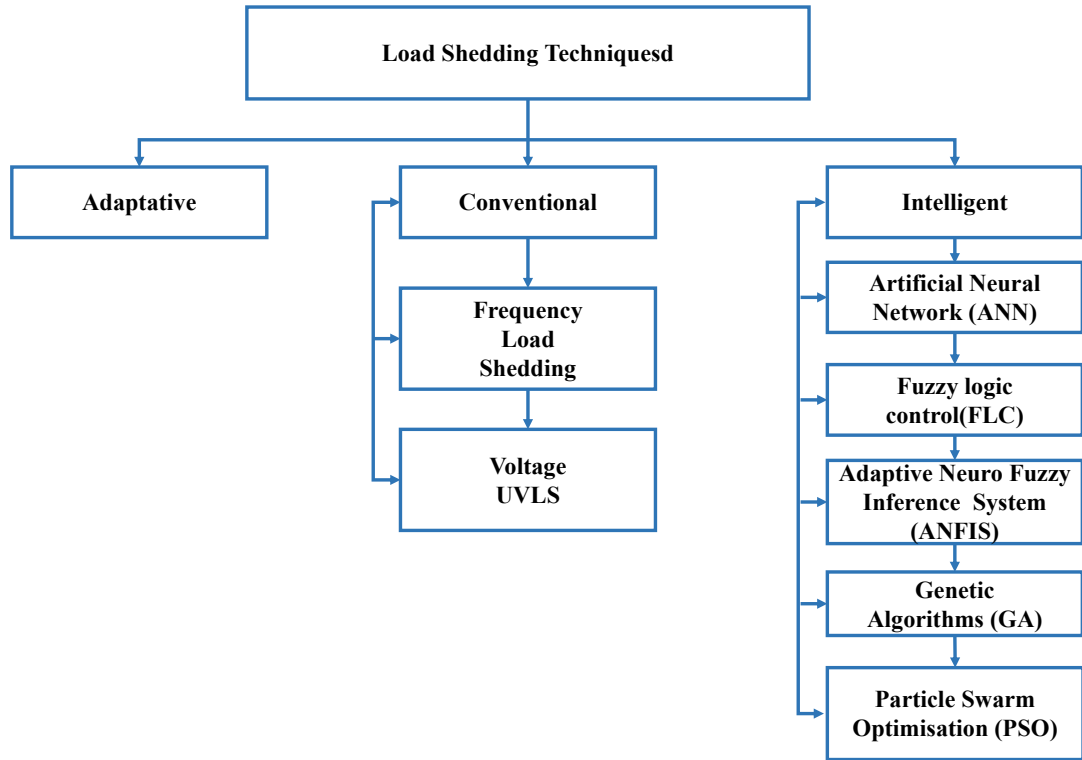 Load Shedding Techniquesd
Adaptative
Conventional
Intelligent
Frequency
Load
Shedding
Voltage
UVLS
Artificial Neural
Network (ANN)
Fuzzy logic
control(FLC)
Adaptive Neuro Fuzzy
Inference System
(ANFIS)
Genetic
Algorithms (GA)
Particle Swarm
Optimisation (PSO)